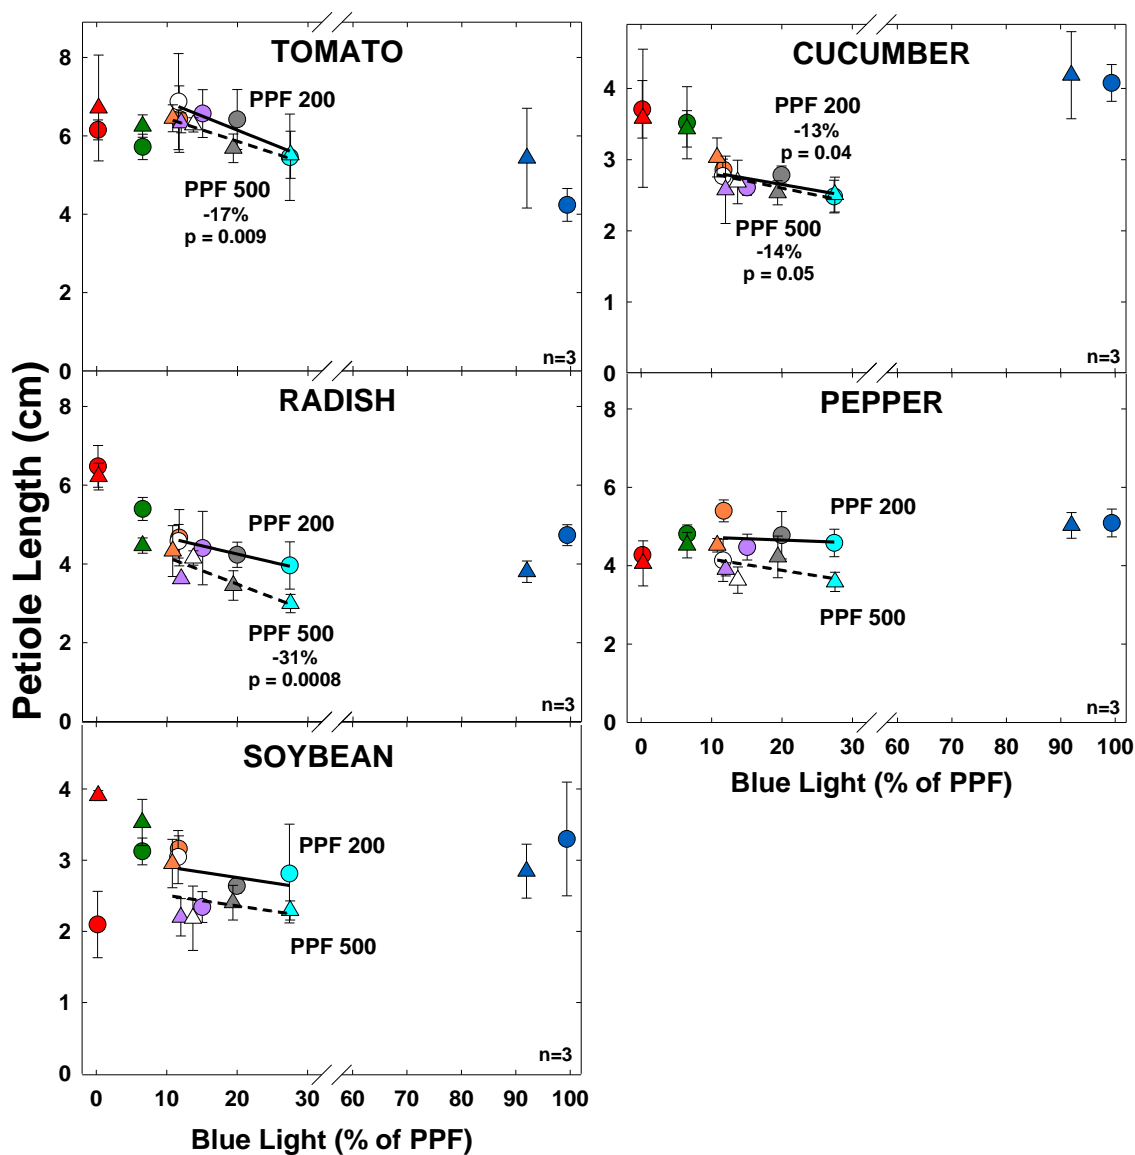 TOMATO
8
6
4
2
0
PPF 200
PPF 500
-17%
p = 0.009
n=3
CUCUMBER
4
3
2
1
0
PPF 200
-13%
p = 0.04
PPF 500
-14%
p = 0.05
n=3
Petiole Length (cm)
RADISH
8
6
4
2
0
PPF 200
PPF 500
-31%
p = 0.0008
n=3
PEPPER
8
6
4
2
0
PPF 200
PPF 500
n=3
0 10 20 30 60 70 80 90 100
Blue Light (% of PPF)
SOYBEAN
4
3
2
1
0
PPF 200
PPF 500
n=3
0 10 20 30 60 70 80 90 100
Blue Light (% of PPF)